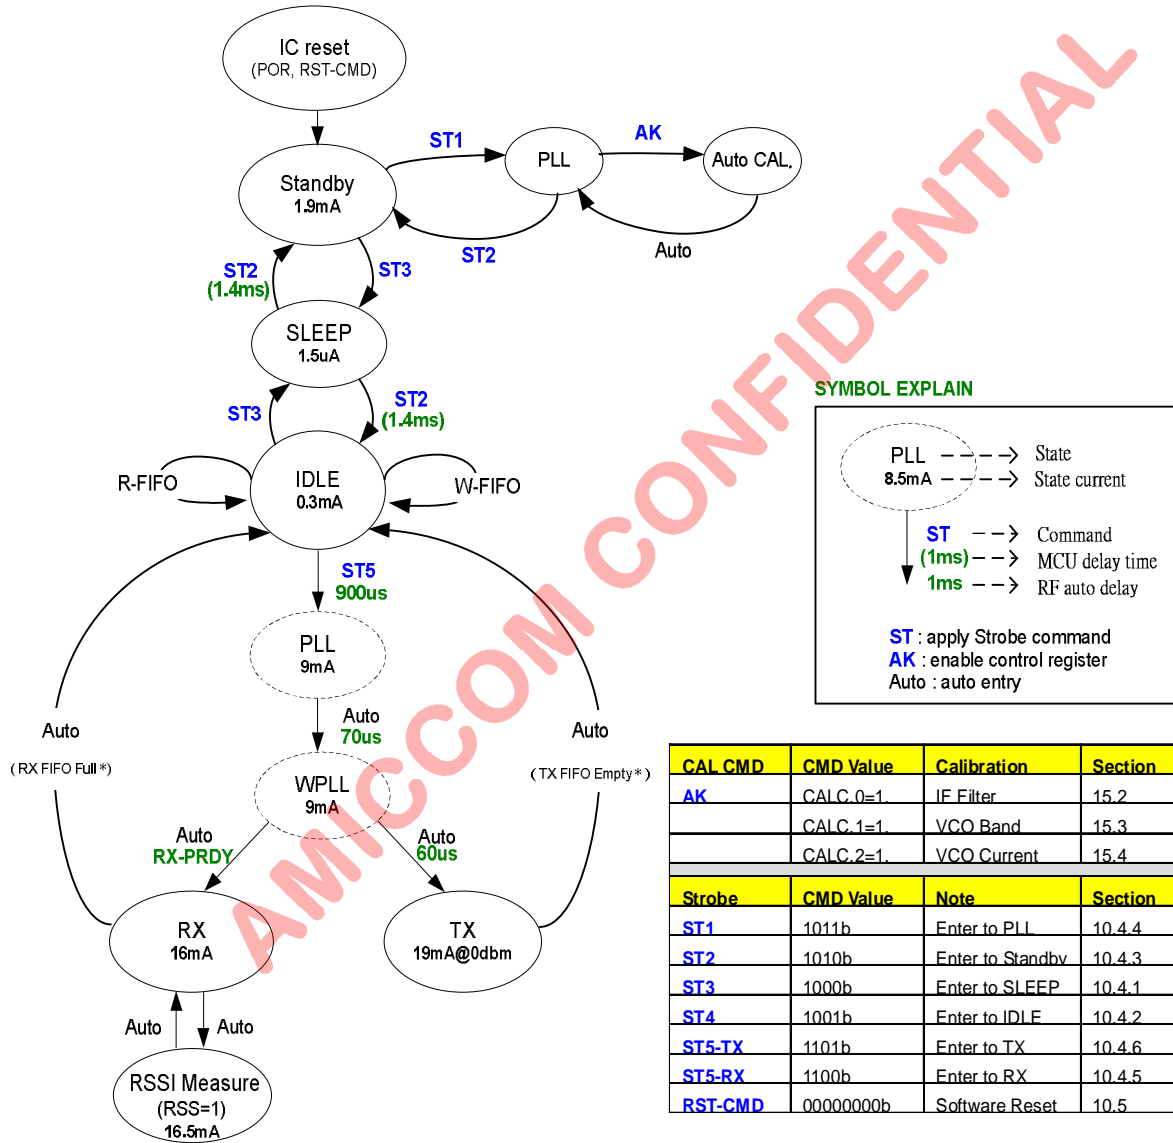 IC reset
(POR, RST-CMD)
ST1
AK
PLL
Auto CAL.
Standby
1.9mA
ST2
Auto
ST2
(1.4ms)
ST3
SLEEP
1.5uA
ST3
ST2
(1.4ms)
IDLE
0.3mA
R-FIFO
W-FIFO
ST5
900us
PLL
9mA
Auto
70us
Auto
(RX FIFO Full*)
Auto
(TX FIFO Empty*)
WPLL
9mA
Auto
RX-PRDY
Auto
60us
RX
16mA
TX
19mA@0dbm
Auto
Auto
RSSI Measure
(RSS=1)
16.5mA
SYMBOL EXPLAIN
PLL
8.5mA
State
State current
ST
(1ms)
1ms
Command
MCU delay time
RF auto delay
ST : apply Strobe command
AK : enable control register
Auto : auto entry
CAL CMD CMD Value Calibration Section
AK CALC.0=1. IF Filter 15.2
CALC.1=1. VCO Band 15.3
CALC.2=1. VCO Current 15.4
Strobe CMD Value Note Section
ST1 1011b Enter to PLL 10.4.4
ST2 1010b Enter to Standby 10.4.3
ST3 1000b Enter to SLEEP 10.4.1
ST4 1001b Enter to IDLE 10.4.2
ST5-TX 1101b Enter to TX 10.4.6
ST5-RX 1100b Enter to RX 10.4.5
RST-CMD 00000000b Software Reset 10.5
AMICCOM CONFIDENTIAL